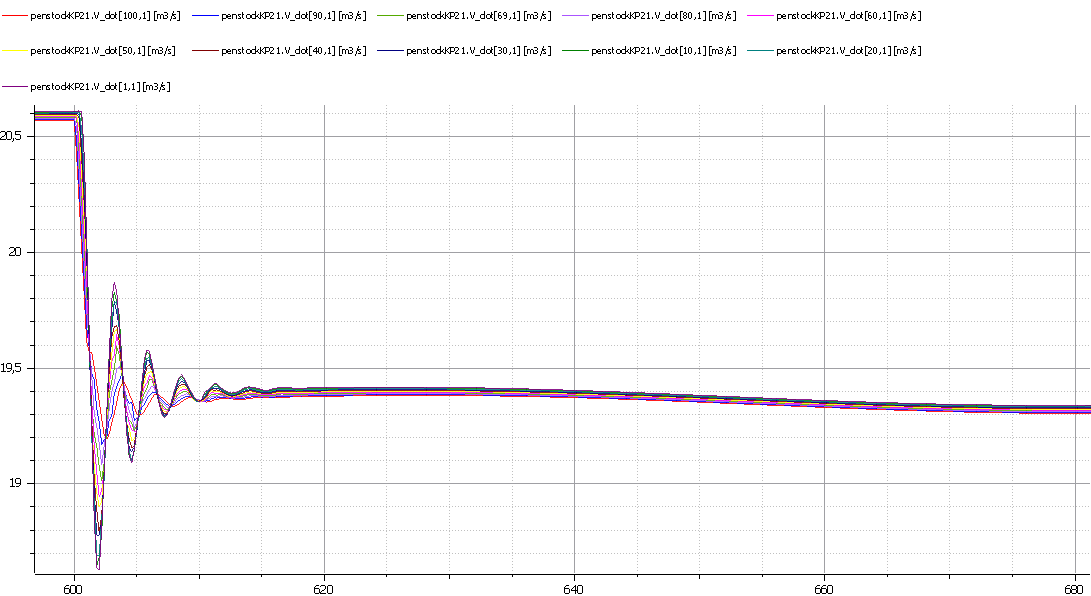 penstockKP21.V_dot[100,1] [m3/s] penstockKP21.V_dot[90,1] [m3/s] penstockKP21.V_dot[69,1] [m3/s] penstockKP21.V_dot[80,1] [m3/s] penstockKP21.V_dot[60,1] [m3/s]
penstockKP21.V_dot[50,1] [m3/s] penstockKP21.V_dot[40,1] [m3/s] penstockKP21.V_dot[30,1] [m3/s] penstockKP21.V_dot[10,1] [m3/s] penstockKP21.V_dot[20,1] [m3/s]
penstockKP21.V_dot[1,1] [m3/s]
20,5
20
19,5
19
600 620 640 660 680